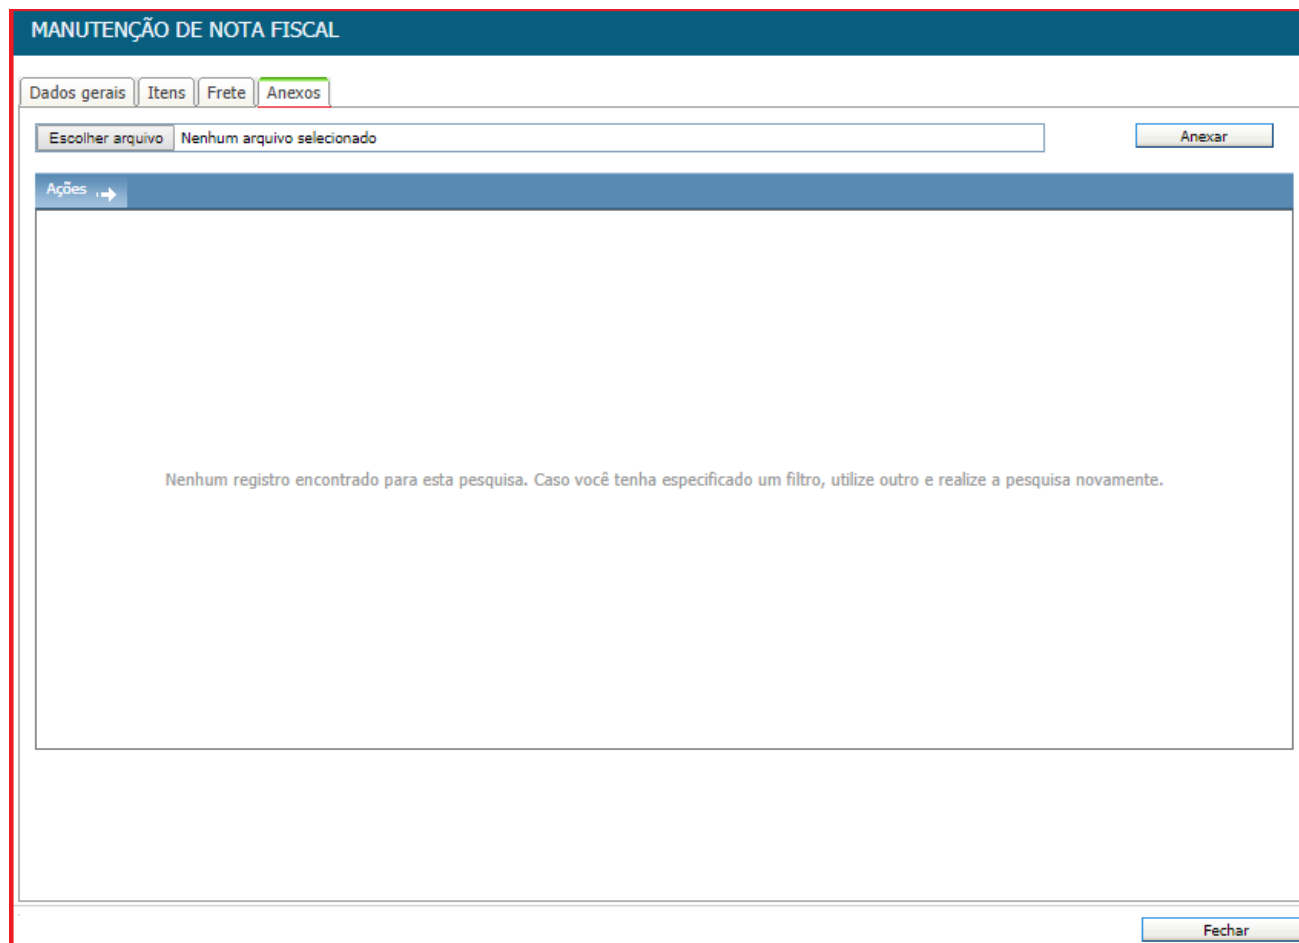 MANUTENÇÃO DE NOTA FISCAL
Dados gerais Itens Frete Anexos
Escolher arquivo Nenhum arquivo selecionado Anexar
Ações
Nenhum registro encontrado para esta pesquisa. Caso você tenha especificado um filtro, utilize outro e realize a pesquisa novamente.
Fechar